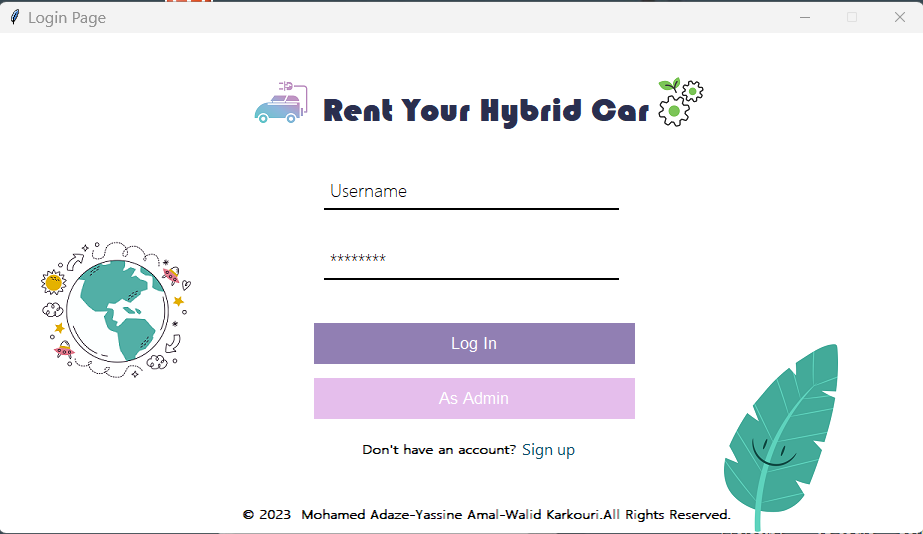 Login Page
Rent Your Hybrid Car
Username
********
Log In
As Admin
Don't have an account? Sign up
© 2023 Mohamed Adaze-Yassine Amal-Walid Karkouri.All Rights Reserved.